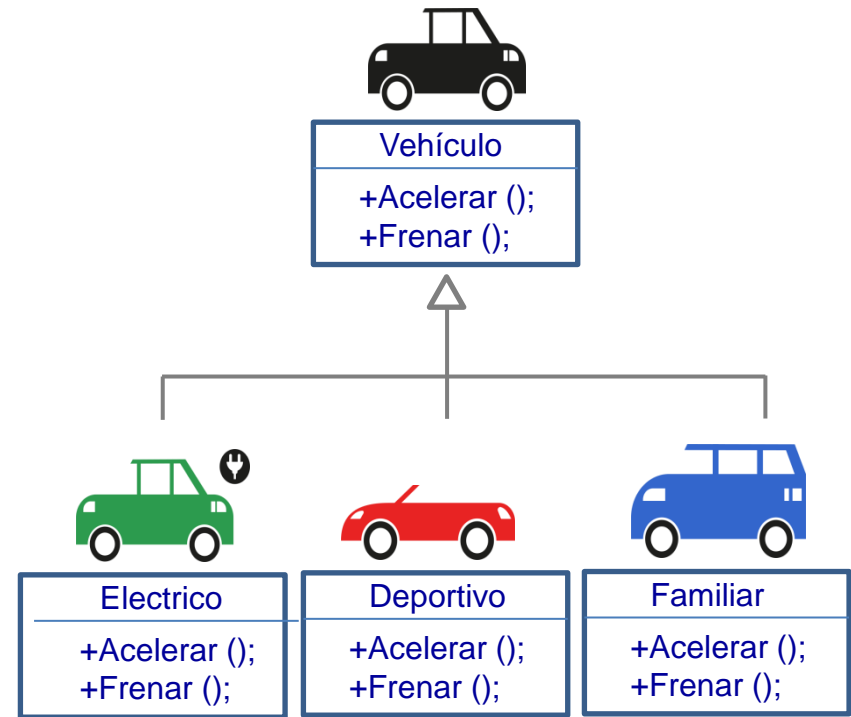 Vehículo
+Acelerar ();
+Frenar ();
Electrico
+Acelerar ();
+Frenar ();
Deportivo
+Acelerar ();
+Frenar ();
Familiar
+Acelerar ();
+Frenar ();